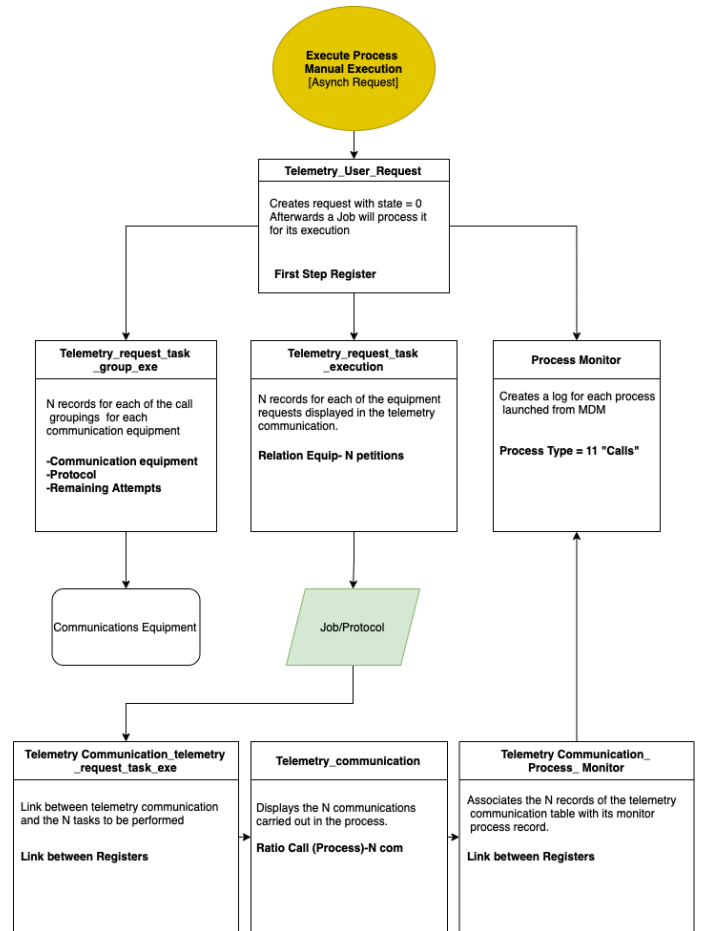 Execute Process
Manual Execution
[Asynch Request]
Telemetry_User_Request
Creates request with state = 0
Afterwards a Job will process it
for its execution
First Step Register
Telemetry_request_task
_group_exe
N records for each of the call
groupings for each
communication equipment
-Communication equipment
-Protocol
-Remaining Attempts
Telemetry_request_task
_execution
N records for each of the equipment
requests displayed in the telemetry
communication.
Relation Equip- N petitions
Process Monitor
Creates a log for each process
launched from MDM
Process Type = 11 "Calls"
Communications Equipment
Job/Protocol
Telemetry Communication_telemetry
_request_task_exe
Link between telemetry communication
and the N tasks to be performed
Link between Registers
Telemetry_communication
Displays the N communications
carried out in the process.
Ratio Call (Process)-N com
Telemetry Communication_
Process_ Monitor
Associates the N records of the telemetry
communication table with its monitor
process record.
Link between Registers